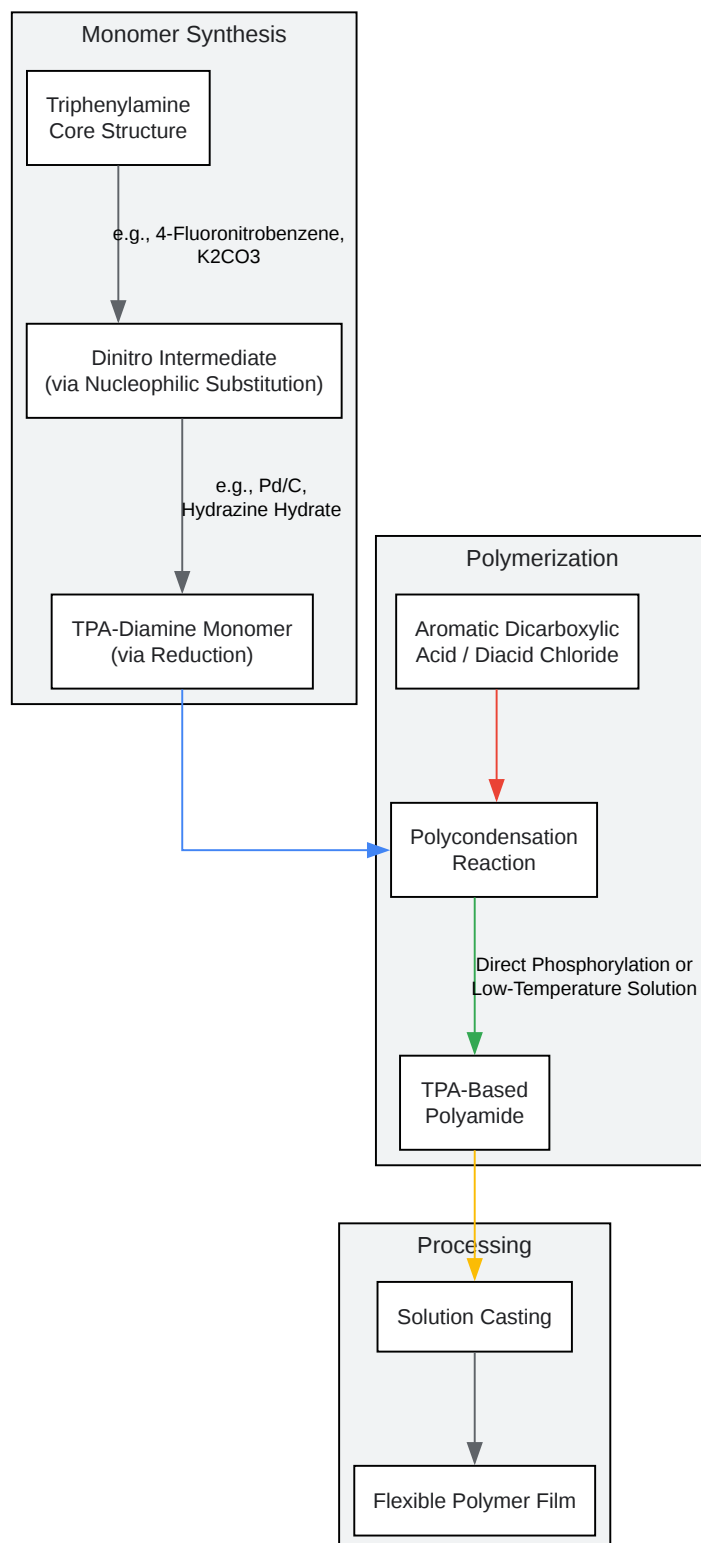 Monomer Synthesis
Triphenylamine
Core Structure
e.g., 4-Fluoronitrobenzene,
K2CO3
Dinitro Intermediate
(via Nucleophilic Substitution)
e.g., Pd/C,
Hydrazine Hydrate
TPA-Diamine Monomer
(via Reduction)
Polymerization
Aromatic Dicarboxylic
Acid / Diacid Chloride
Polycondensation
Reaction
Direct Phosphorylation or
Low-Temperature Solution
TPA-Based
Polyamide
Processing
Solution Casting
Flexible Polymer Film